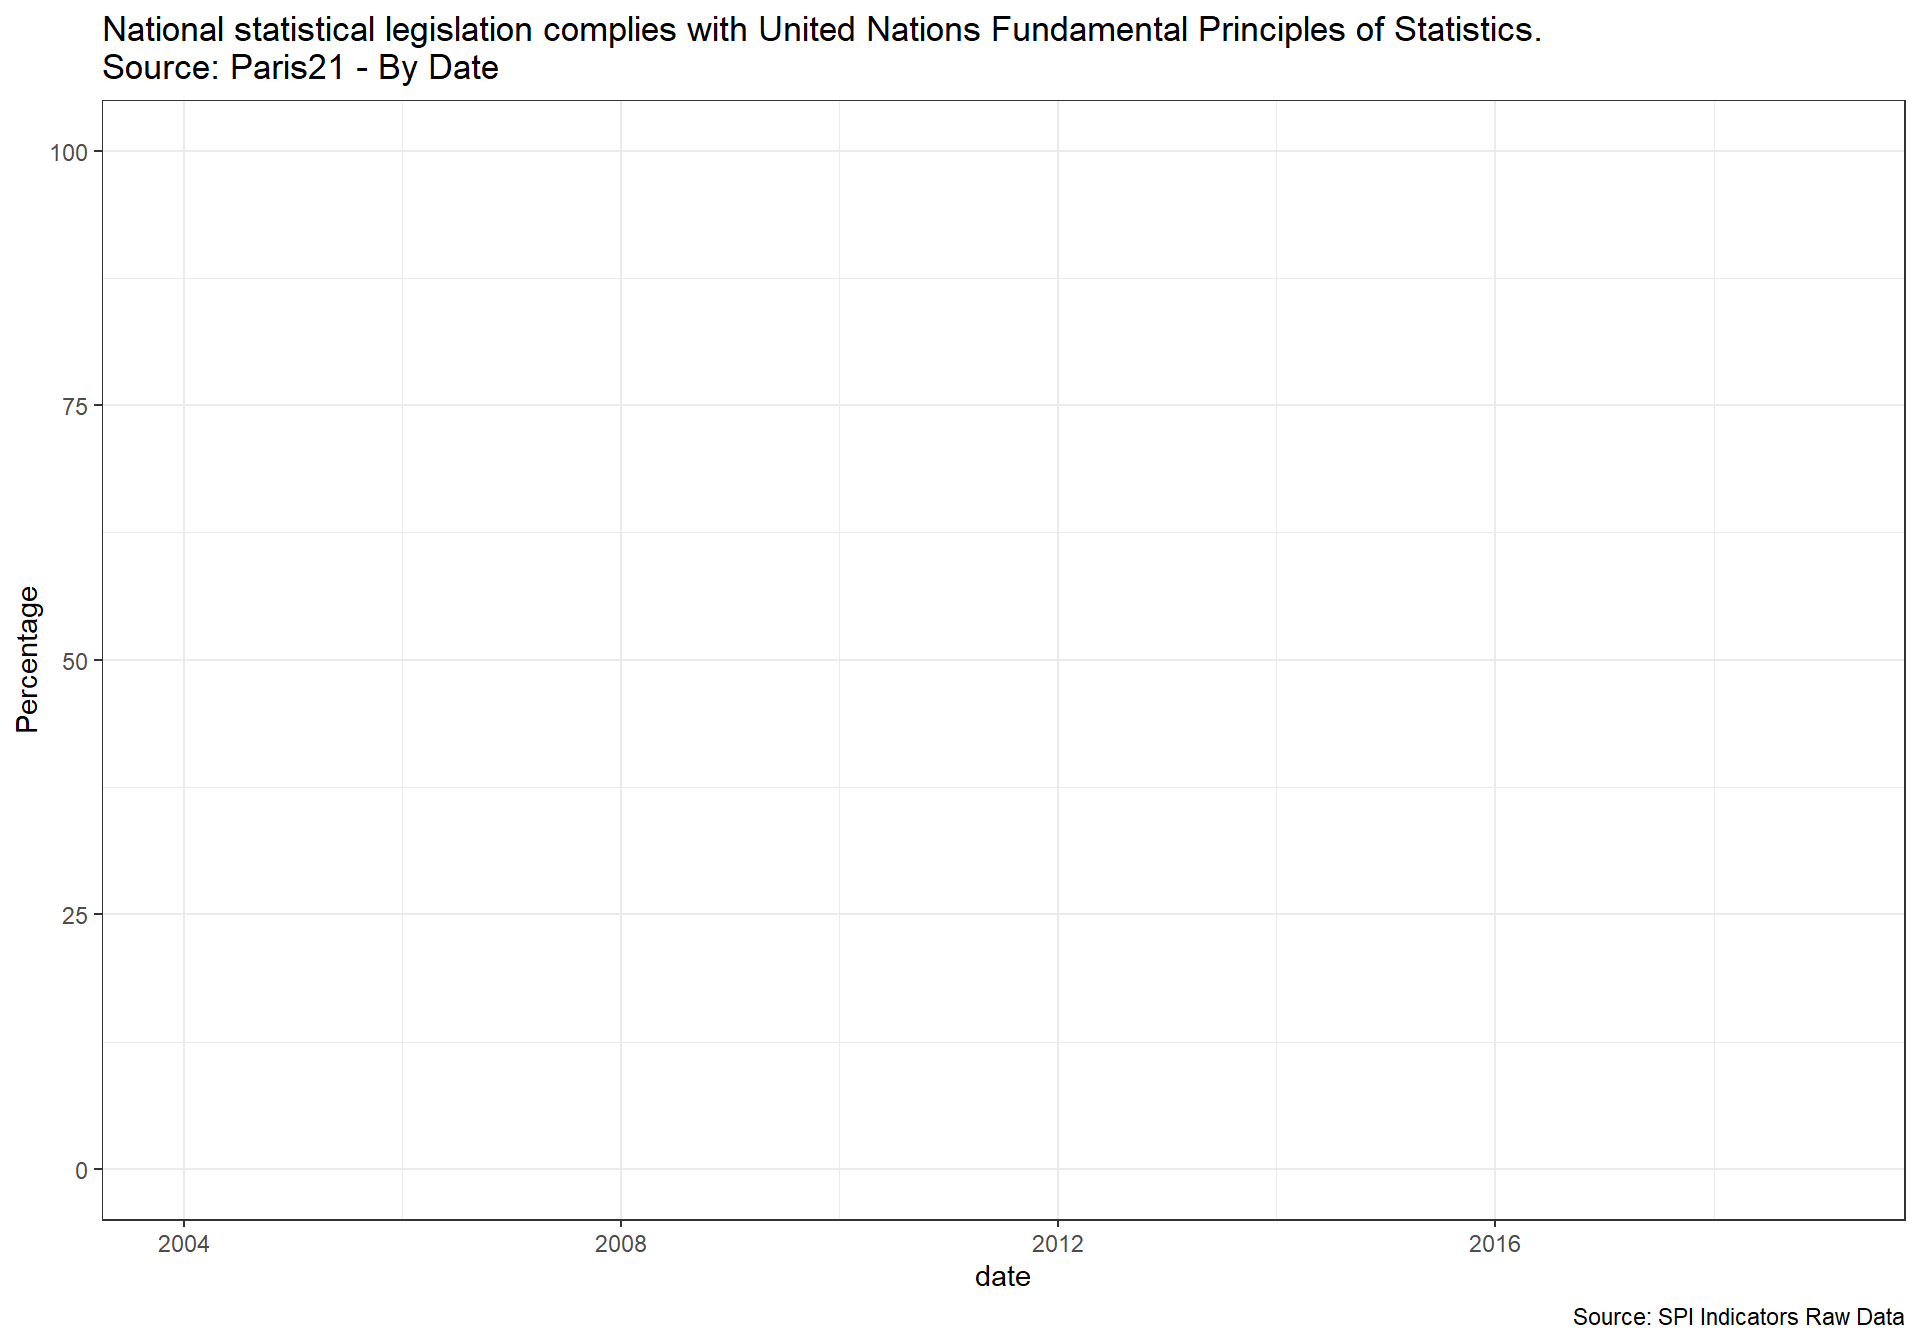 National statistical legislation complies with United Nations Fundamental Principles of Statistics.
Source: Paris21 - By Date
100
75
50
25
0
Percentage
2004
2008
2012
2016
date
Source: SPI Indicators Raw Data